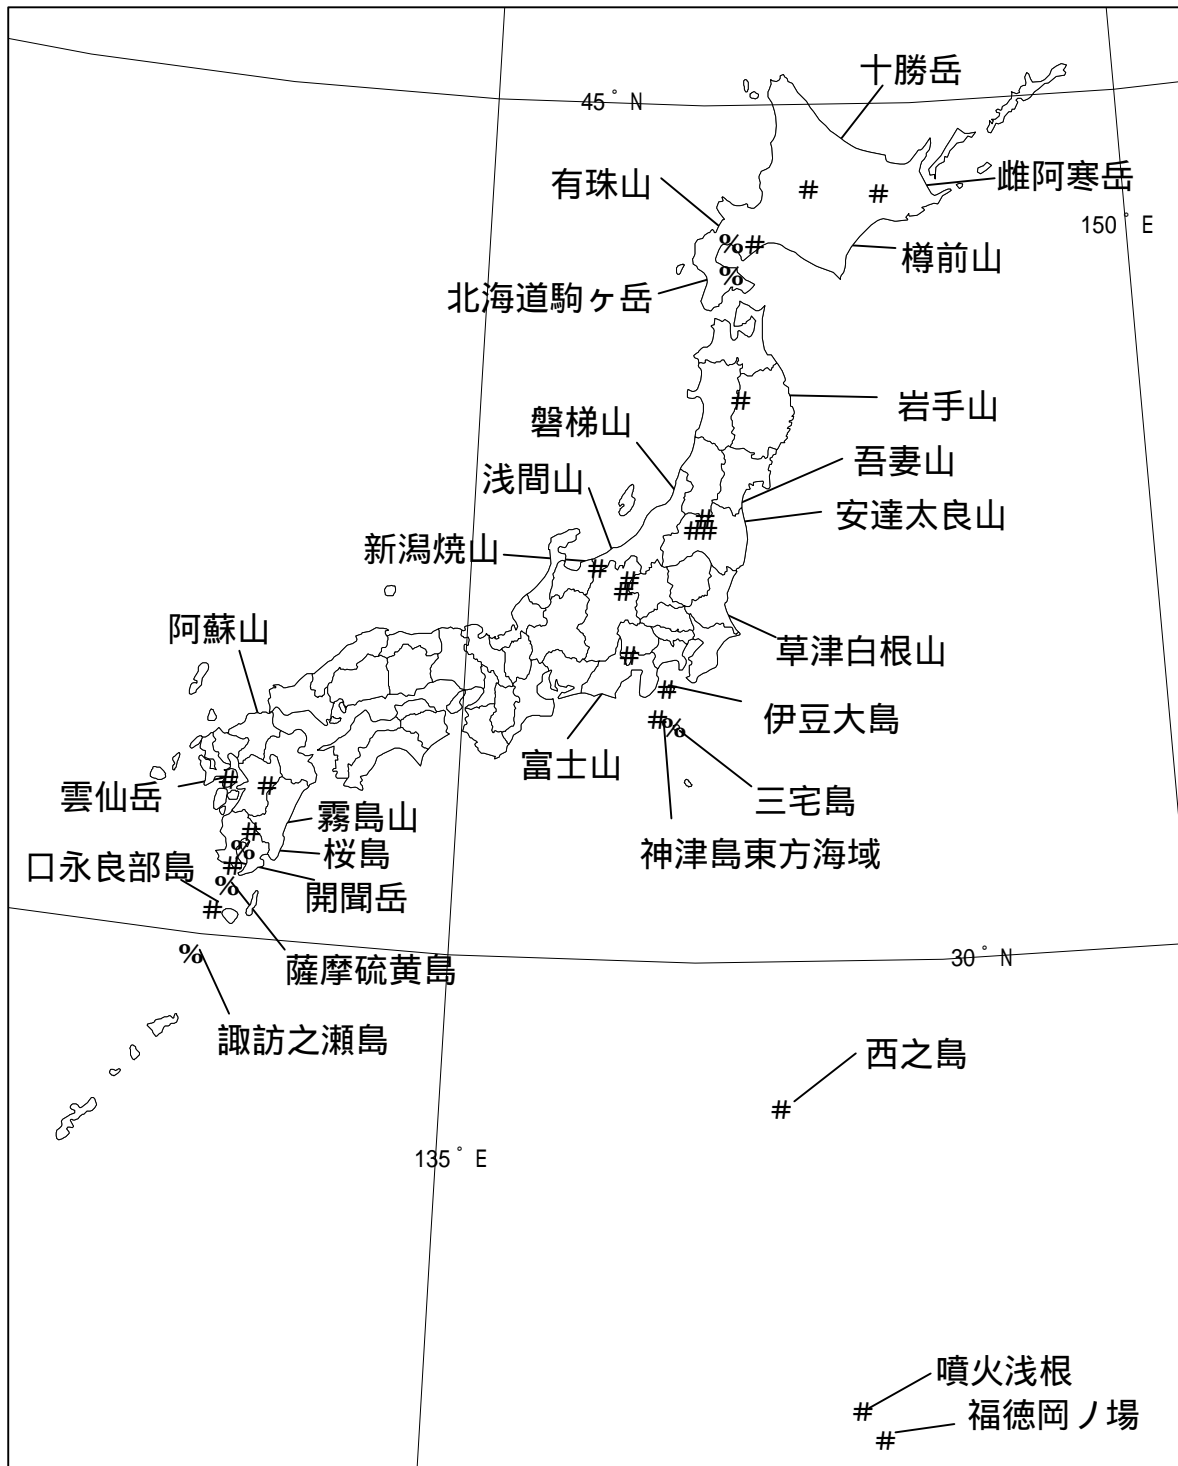 十勝岳
45° N
有珠山
雌阿寒岳
150° E
% #
樽前山
%
北海道駒ヶ岳
# #
岩手山
#
磐梯山
吾妻山
浅間山
安達太良山
#
##
新潟焼山
#
#
#
阿蘇山
草津白根山
#
#
伊豆大島
# %
富士山
雲仙岳
#
#
三宅島
霧島山
#
桜島
%
神津島東方海域
口永良部島
#
開聞岳
%
#
%
30° N
薩摩硫黄島
諏訪之瀬島
西之島
#
135° E
噴火浅根
#
福徳岡ノ場
#